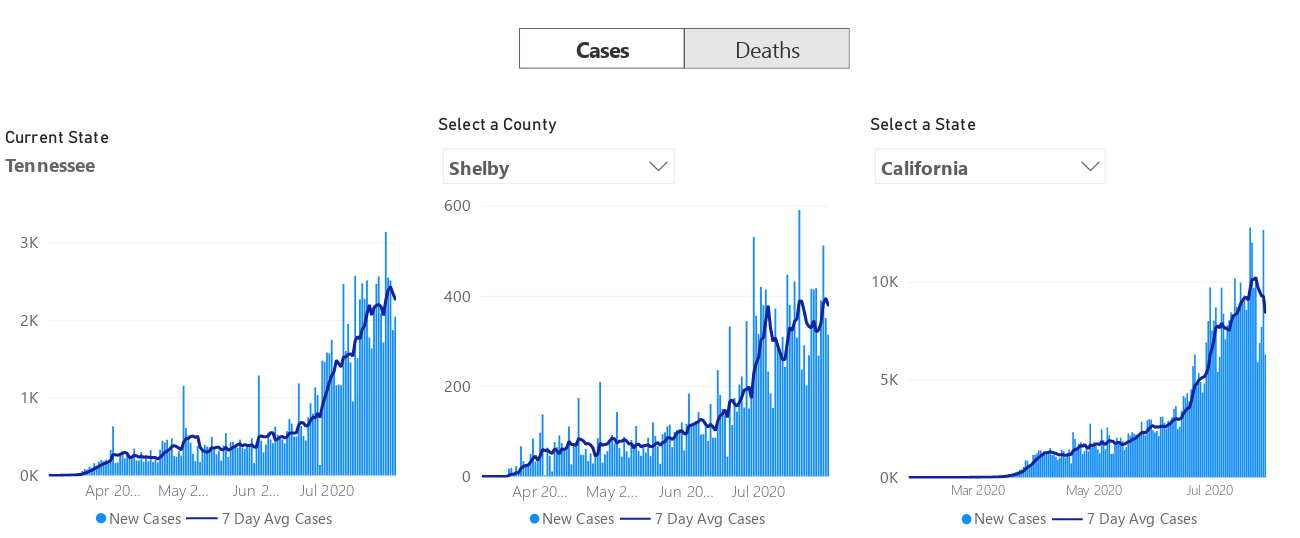 Cases Deaths
Current State
Tennessee
3K
2K
1K
0K
Apr 20... May 2... Jun 2... Jul 2020
New Cases 7 Day Avg Cases
Select a County
Shelby
600
400
200
0
Apr 20... May 2... Jun 20... Jul 2020
New Cases 7 Day Avg Cases
Select a State
California
10K
5K
0K
Mar 2020 May 2020 Jul 2020
New Cases 7 Day Avg Cases